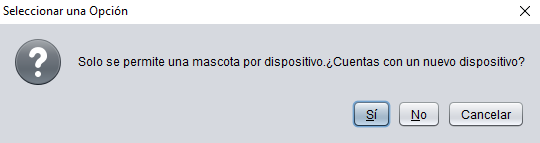 Seleccionar una Opción
Solo se permite una mascota por dispositivo.¿Cuentas con un nuevo dispositivo?
Sí No Cancelar